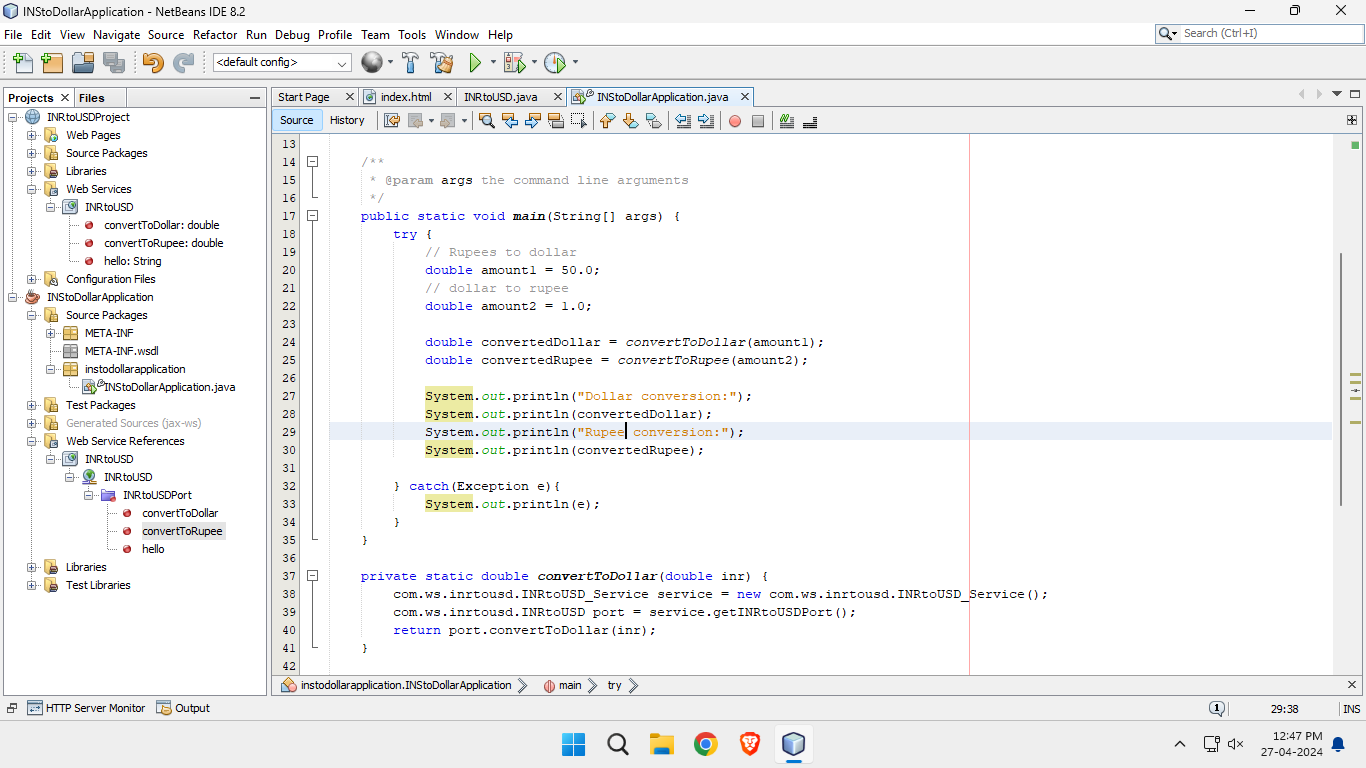 INStoDollarApplication - NetBeans IDE 8.2
File Edit View Navigate Source Refactor Run Debug Profile Team Tools Window Help
Search (Ctrl+I)
<default config>
Projects Files
INRtoUSDProject
Web Pages
Source Packages
Libraries
Web Services
INRtoUSD
convertToDollar: double
convertToRupee: double
hello: String
Configuration Files
INStoDollarApplication
Source Packages
META-INF
META-INF.wsdl
instodollarapplication
INStoDollarApplication.java
Test Packages
Generated Sources (jax-ws)
Web Service References
INRtoUSD
INRtoUSD
INRtoUSDPort
convertToDollar
convertToRupee
hello
Libraries
Test Libraries
Start Page index.html INRtoUSD.java INStoDollarApplication.java
Source History
13
14 /**
15 * @param args the command line arguments
16 */
17 public static void main(String[] args) {
18 try {
19 // Rupees to dollar
20 double amount1 = 50.0;
21 // dollar to rupee
22 double amount2 = 1.0;
23
24 double convertedDollar = convertToDollar(amount1);
25 double convertedRupee = convertToRupee(amount2);
26
27 System.out.println("Dollar conversion:");
28 System.out.println(convertedDollar);
29 System.out.println("Rupee conversion:");
30 System.out.println(convertedRupee);
31
32 } catch(Exception e){
33 System.out.println(e);
34 }
35 }
36
37 private static double convertToDollar(double inr) {
38 com.ws.inrtousd.INRtoUSD_Service service = new com.ws.inrtousd.INRtoUSD_Service();
39 com.ws.inrtousd.INRtoUSD port = service.getINRtoUSDPort();
40 return port.convertToDollar(inr);
41 }
42
instodollarapplication.INStoDollarApplication main try
HTTP Server Monitor Output
1 29:38 INS
12:47 PM
27-04-2024